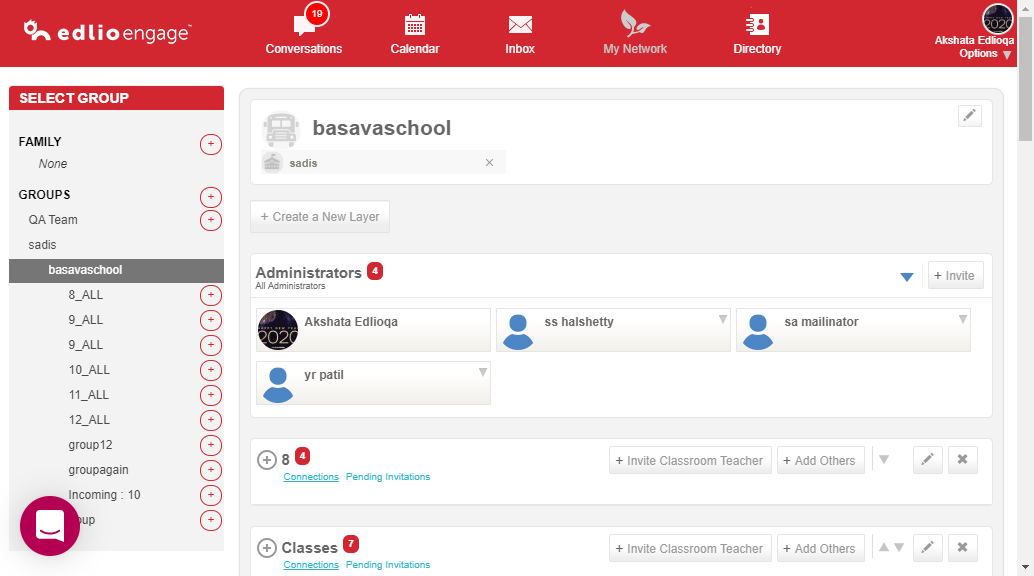 edlio engage™
19
Conversations
Calendar
Inbox
My Network
Directory
Akshata Edlioqa
Options
SELECT GROUP
FAMILY
None
GROUPS
QA Team
sadis
basavaschool
8_ALL
9_ALL
9_ALL
10_ALL
11_ALL
12_ALL
group12
groupagain
Incoming : 10
basavaschool
sadis
+ Create a New Layer
Administrators 4
All Administrators
+ Invite
Akshata Edlioqa
2020
ss halshetty
sa mailinator
yr patil
8 4
Connections Pending Invitations
+ Invite Classroom Teacher
+ Add Others
Classes 7
Connections Pending Invitations
+ Invite Classroom Teacher
+ Add Others